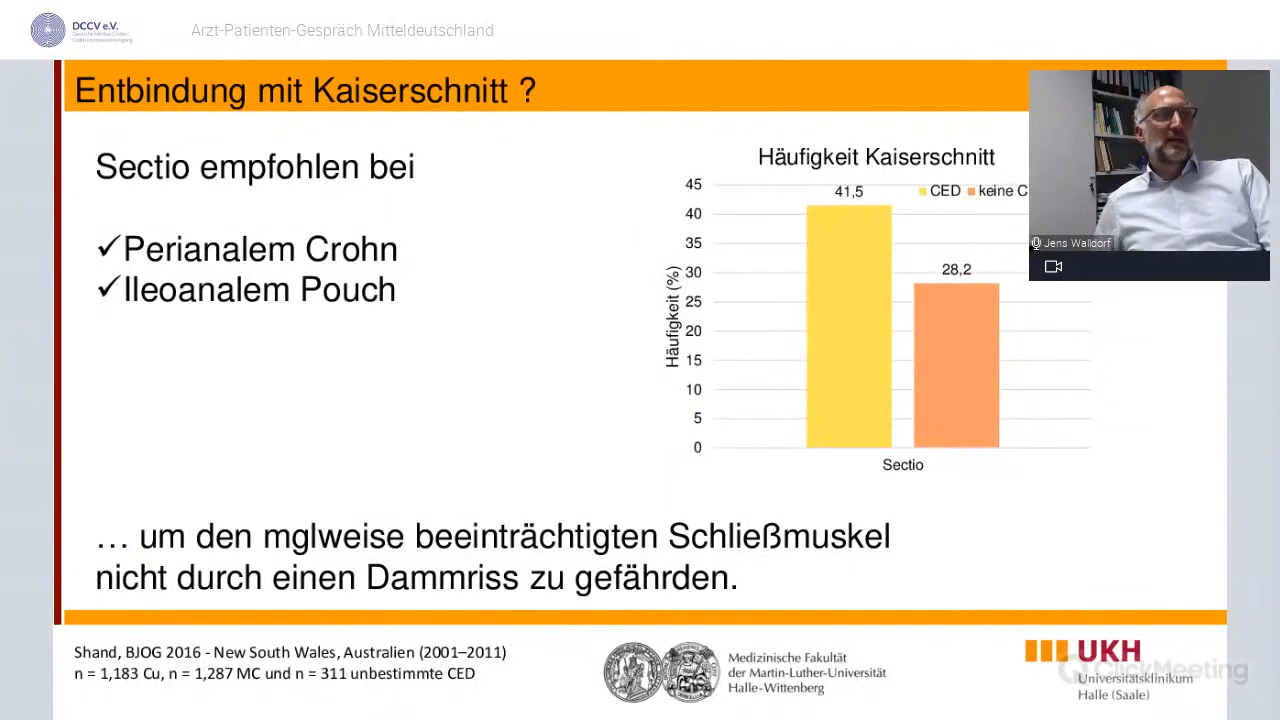 DCCV e.V.
Arzt-Patienten-Gespräch Mitteldeutschland
Entbindung mit Kaiserschnitt ?
Sectio empfohlen bei
✓Perianalem Crohn
✓Ileoanalem Pouch
Häufigkeit Kaiserschnitt
CED keine C
Häufigkeit (%)
45
40
35
30
25
20
15
10
5
0
41,5
28,2
Sectio
Jens Walldorf
… um den mglweise beeinträchtigten Schließmuskel
nicht durch einen Dammriss zu gefährden.
Shand, BJOG 2016 - New South Wales, Australien (2001–2011)
n = 1,183 Cu, n = 1,287 MC und n = 311 unbestimmte CED
Medizinische Fakultät
der Martin-Luther-Universität
Halle-Wittenberg
UKH
ClickMeeting
Universitätsklinikum
Halle (Saale)